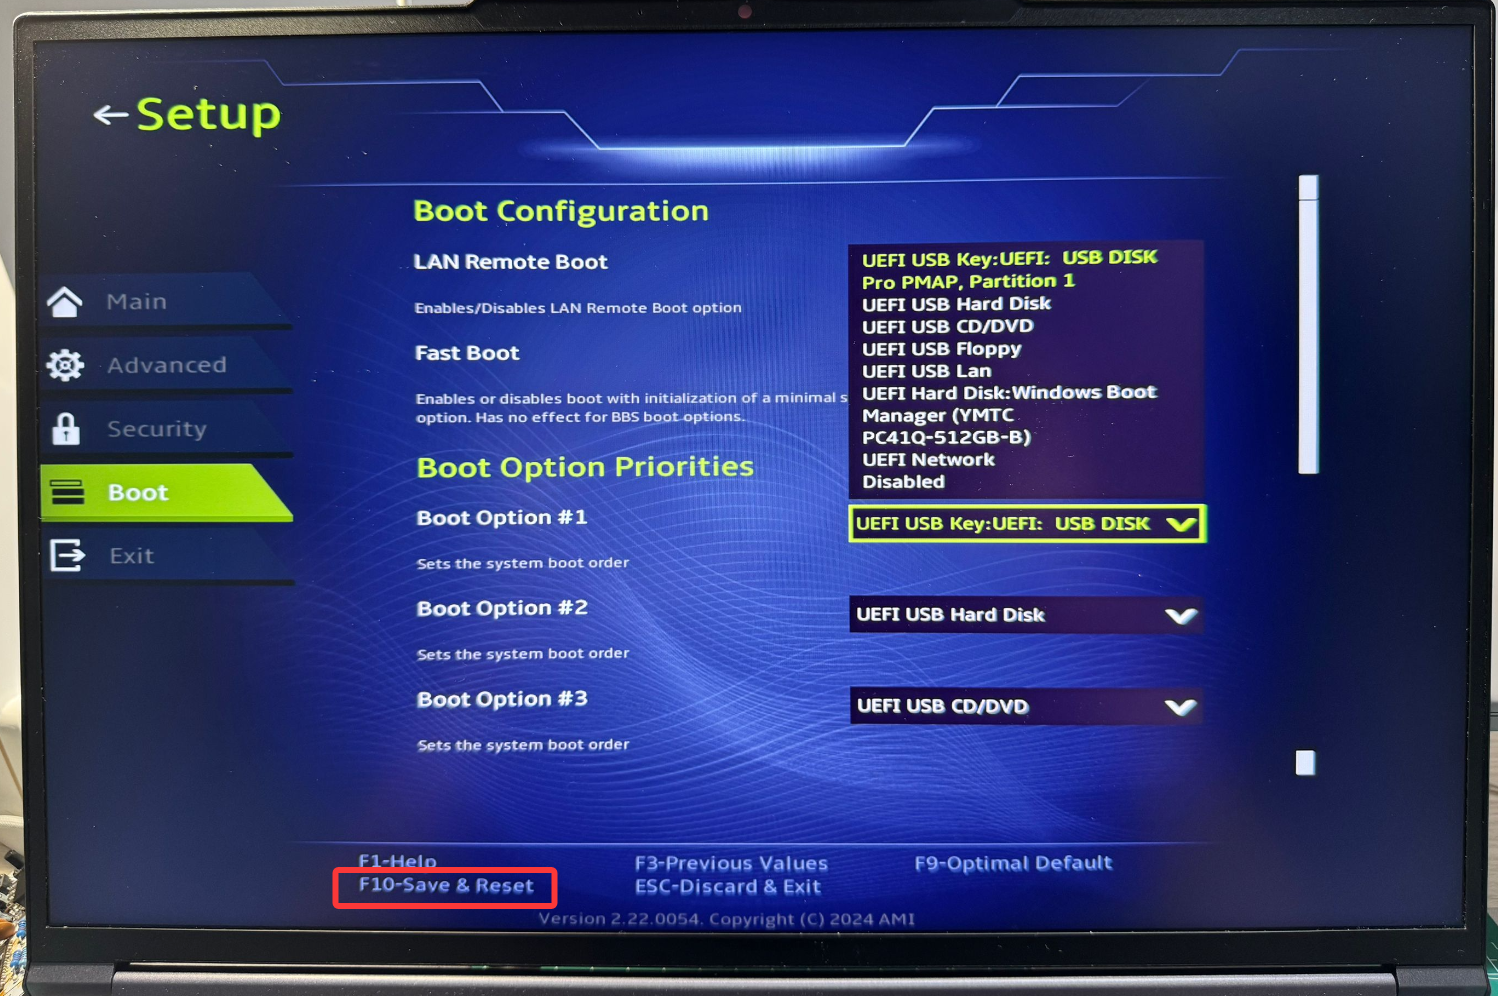 Setup
Boot Configuration
LAN Remote Boot
Enables/Disables LAN Remote Boot option
Fast Boot
Enables or disables boot with initialization of a minimal s
option. Has no effect for BBS boot options.
UEFI USB Key:UEFI: USB DISK
Pro PMAP, Partition 1
UEFI USB Hard Disk
UEFI USB CD/DVD
UEFI USB Floppy
UEFI USB Lan
UEFI Hard Disk:Windows Boot
Manager (YMTC
PC41Q-512GB-B)
UEFI Network
Disabled
Main
Advanced
Security
Boot
Exit
Boot Option Priorities
Boot Option #1
UEFI USB Key:UEFI: USB DISK
Sets the system boot order
Boot Option #2
UEFI USB Hard Disk
Sets the system boot order
Boot Option #3
UEFI USB CD/DVD
Sets the system boot order
F1-Help
F3-Previous Values
F9-Optimal Default
F10-Save & Reset
ESC-Discard & Exit
Version 2.22.0054. Copyright (C) 2024 AMI